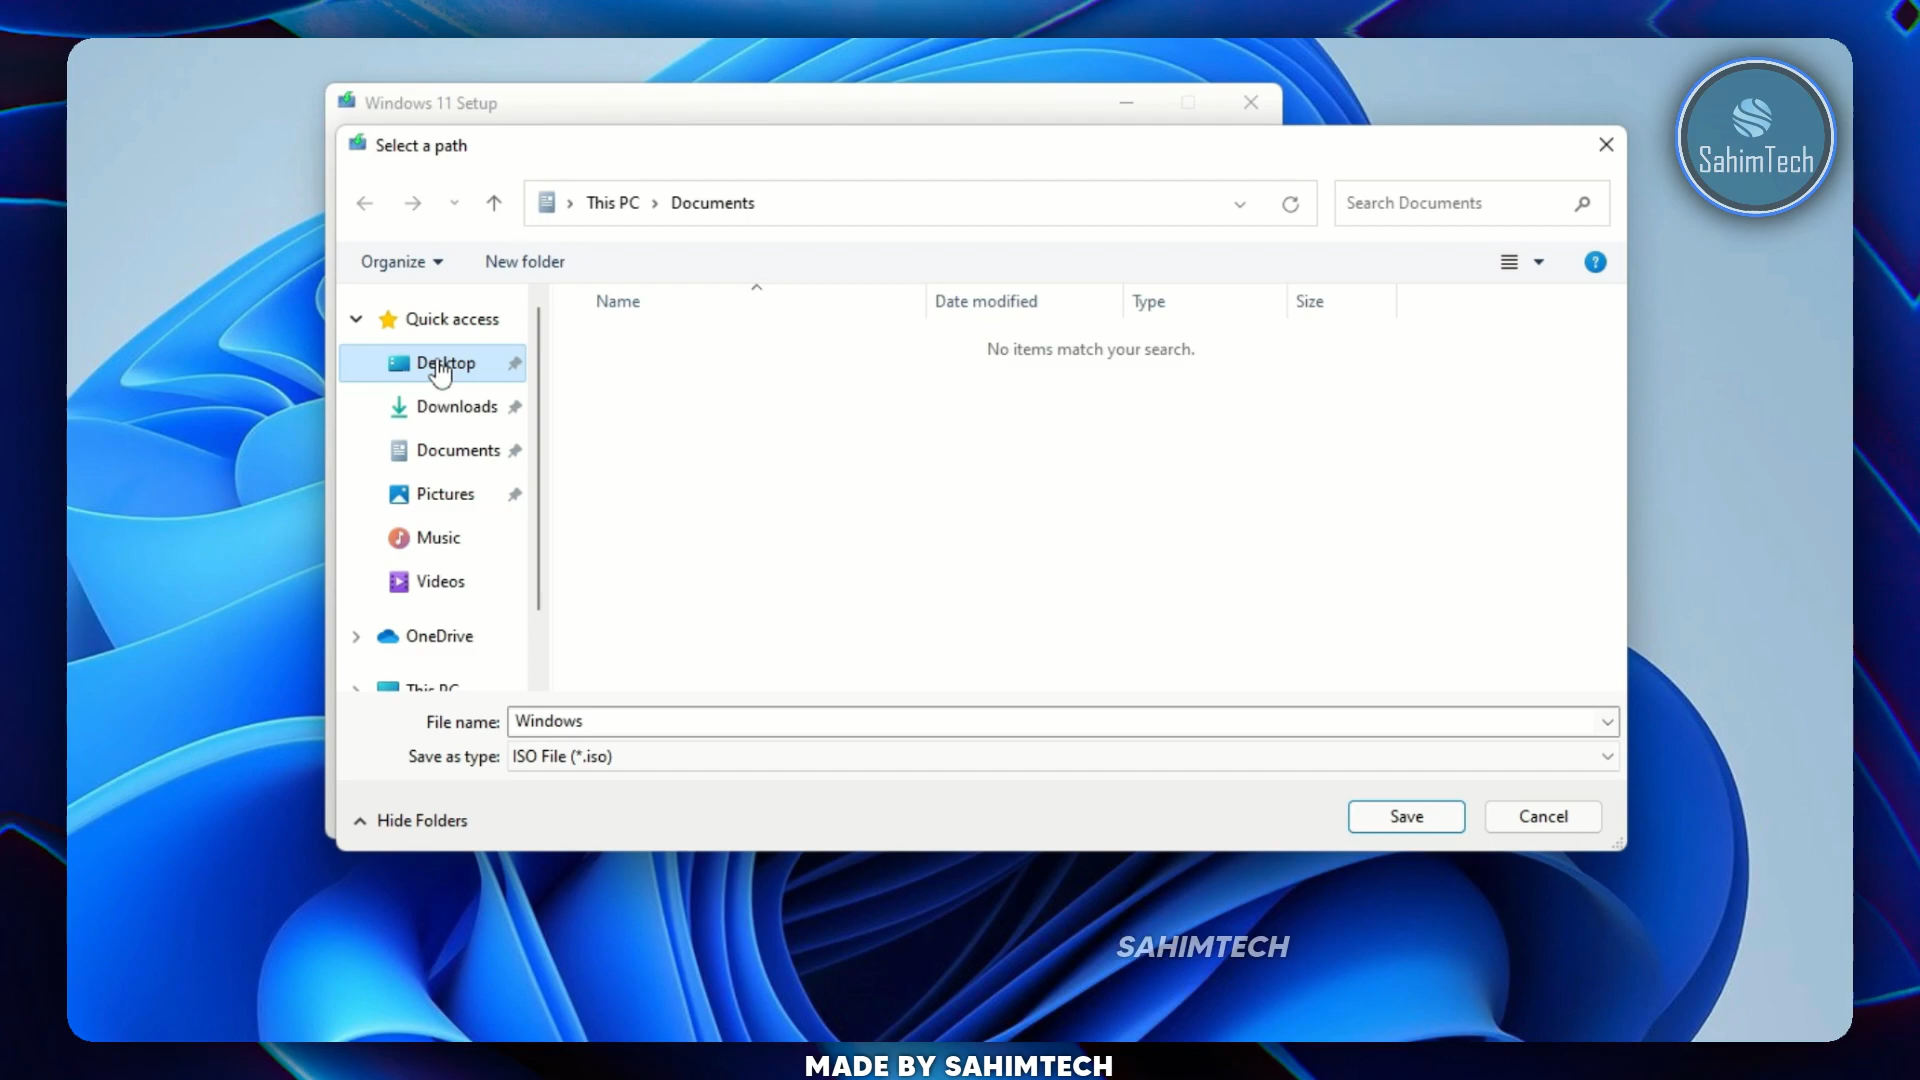 Windows 11 Setup
SahimTech
Select a path
This PC > Documents
Search Documents
Organize
New folder
Name
Date modified
Type
Size
Quick access
No items match your search.
Desktop
Downloads
Documents
Pictures
Music
Videos
OneDrive
This PC
File name: Windows
Save as type: ISO File (*.iso)
Hide Folders
Save
Cancel
SAHIMTECH
MADE BY SAHIMTECH